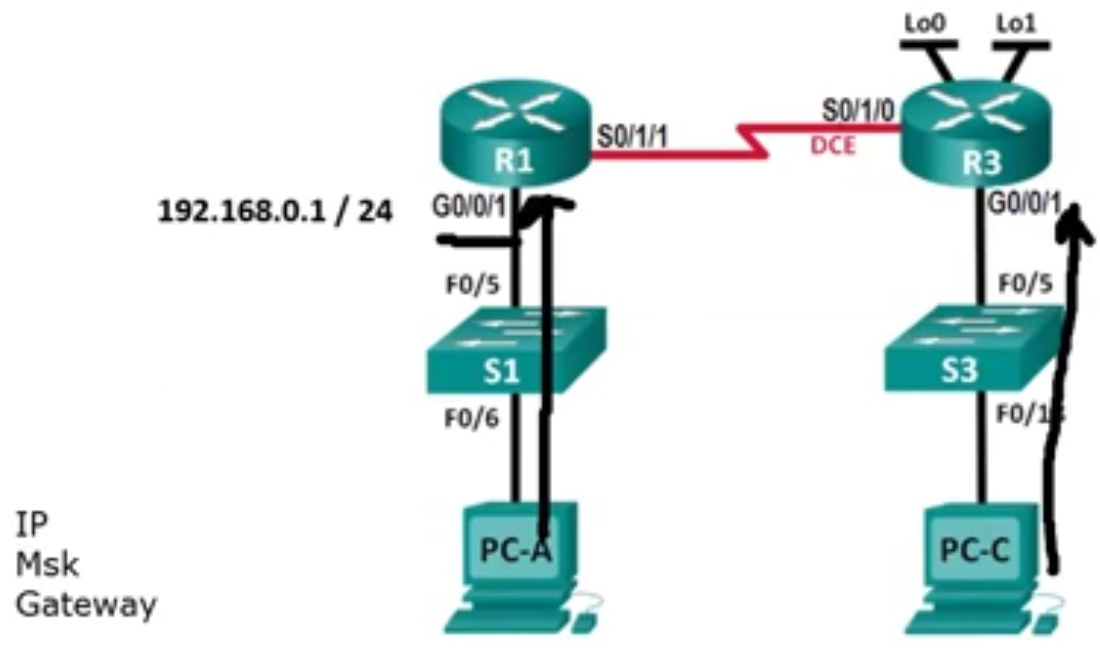 Lo0 Lo1
S0/1/0
S0/1/1
DCE
R1
R3
192.168.0.1 / 24
G0/0/1
G0/0/1
F0/5
F0/5
S1
S3
F0/6
PC-A
PC-C
IP
Msk
Gateway